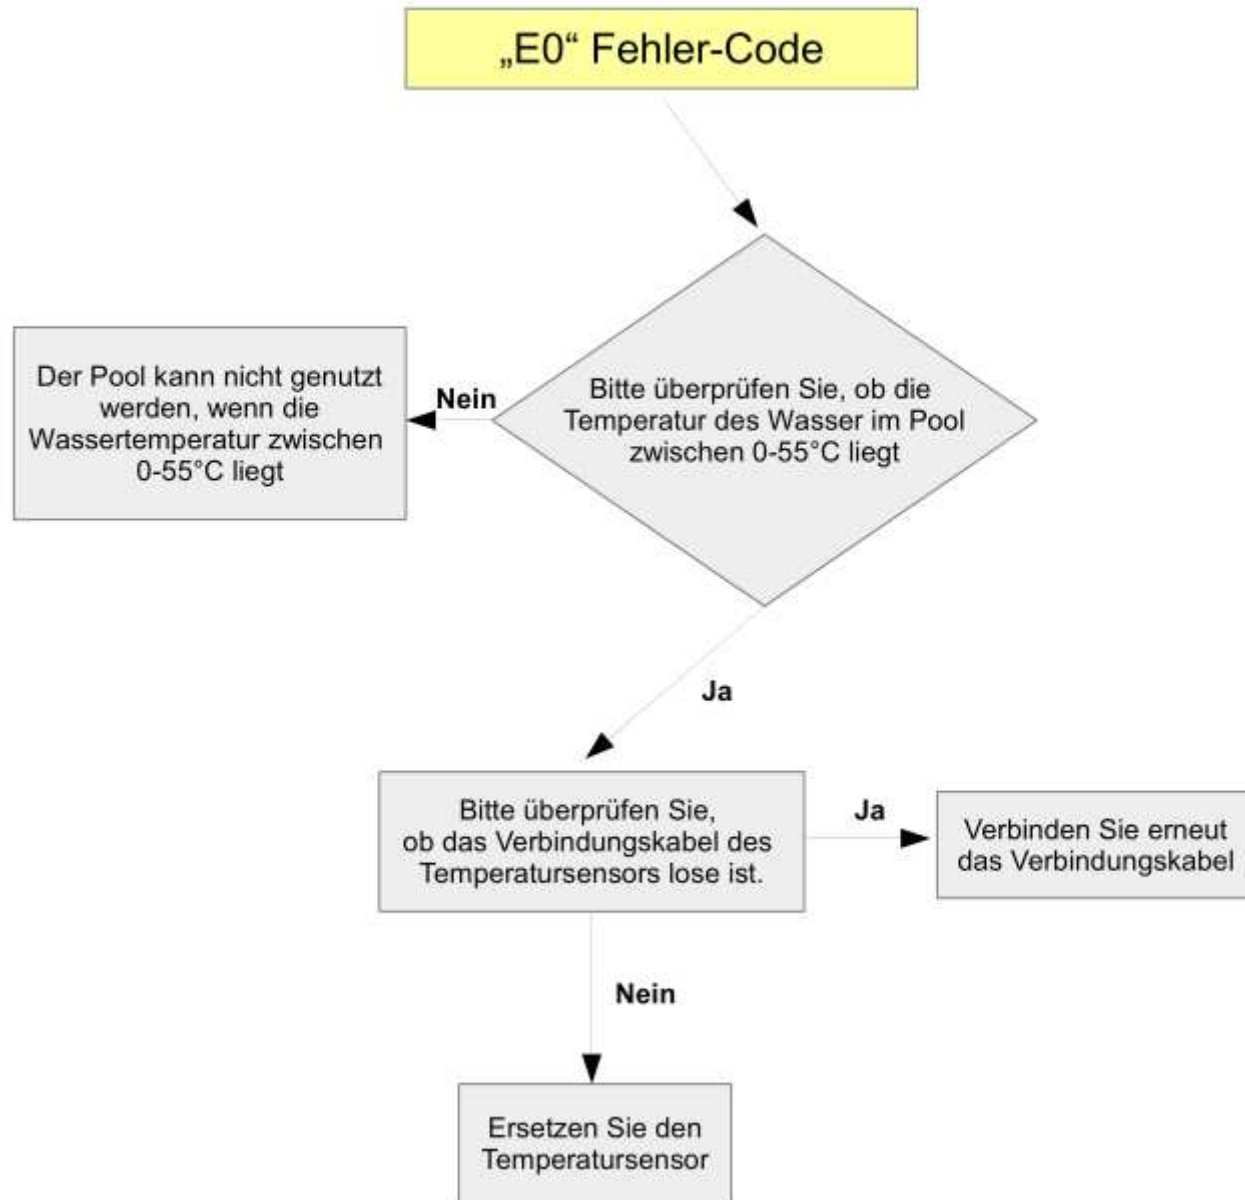 „E0“ Fehler-Code
Bitte überprüfen Sie, ob die
Temperatur des Wasser im Pool
zwischen 0-55°C liegt
Nein
Der Pool kann nicht genutzt
werden, wenn die
Wassertemperatur zwischen
0-55°C liegt
Ja
Bitte überprüfen Sie,
ob das Verbindungskabel des
Temperatursensors lose ist.
Ja
Verbinden Sie erneut
das Verbindungskabel
Nein
Ersetzen Sie den
Temperatursensor